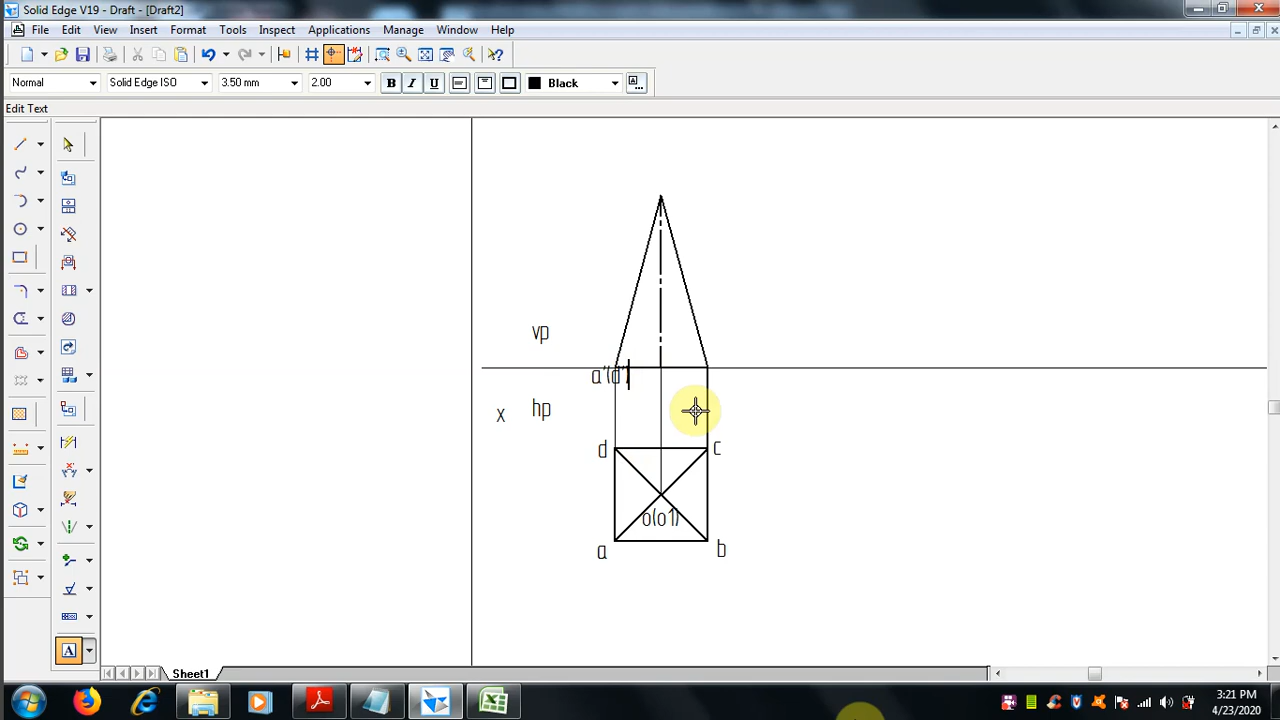 Solid Edge V19 - Draft - [Draft2]
File Edit View Insert Format Tools Inspect Applications Manage Window Help
Normal Solid Edge ISO 3.50 mm 2.00 B I U Black A
Edit Text
vp
a'(d')
x hp
d c
o(o1)
a b
A Sheet1
3:21 PM
4/23/2020